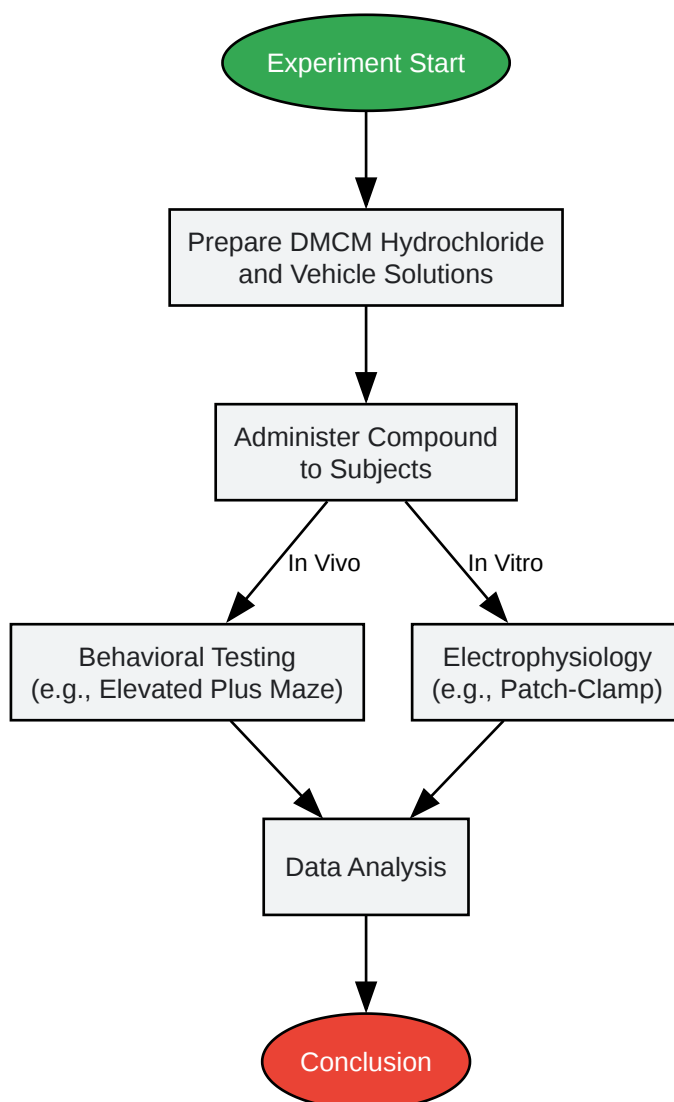 Experiment Start
Prepare DMCM Hydrochloride
and Vehicle Solutions
Administer Compound
to Subjects
In Vivo
In Vitro
Behavioral Testing
(e.g., Elevated Plus Maze)
Electrophysiology
(e.g., Patch-Clamp)
Data Analysis
Conclusion